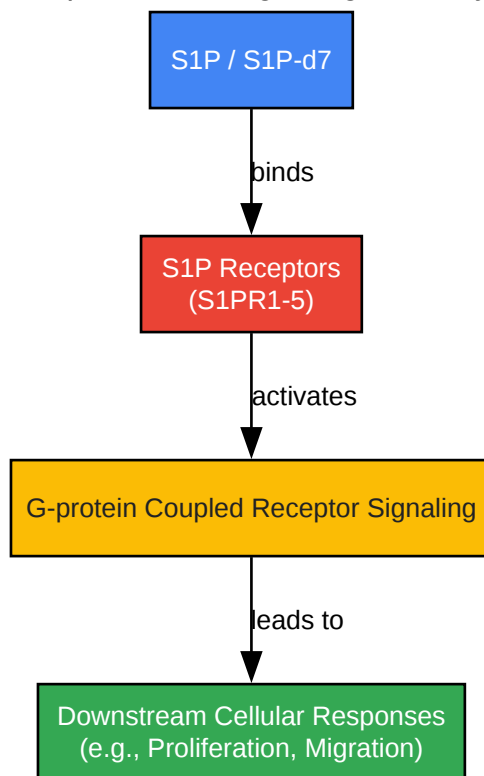 S1P / S1P-d7
binds
S1P Receptors
(S1PR1-5)
activates
G-protein Coupled Receptor Signaling
leads to
Downstream Cellular Responses
(e.g., Proliferation, Migration)